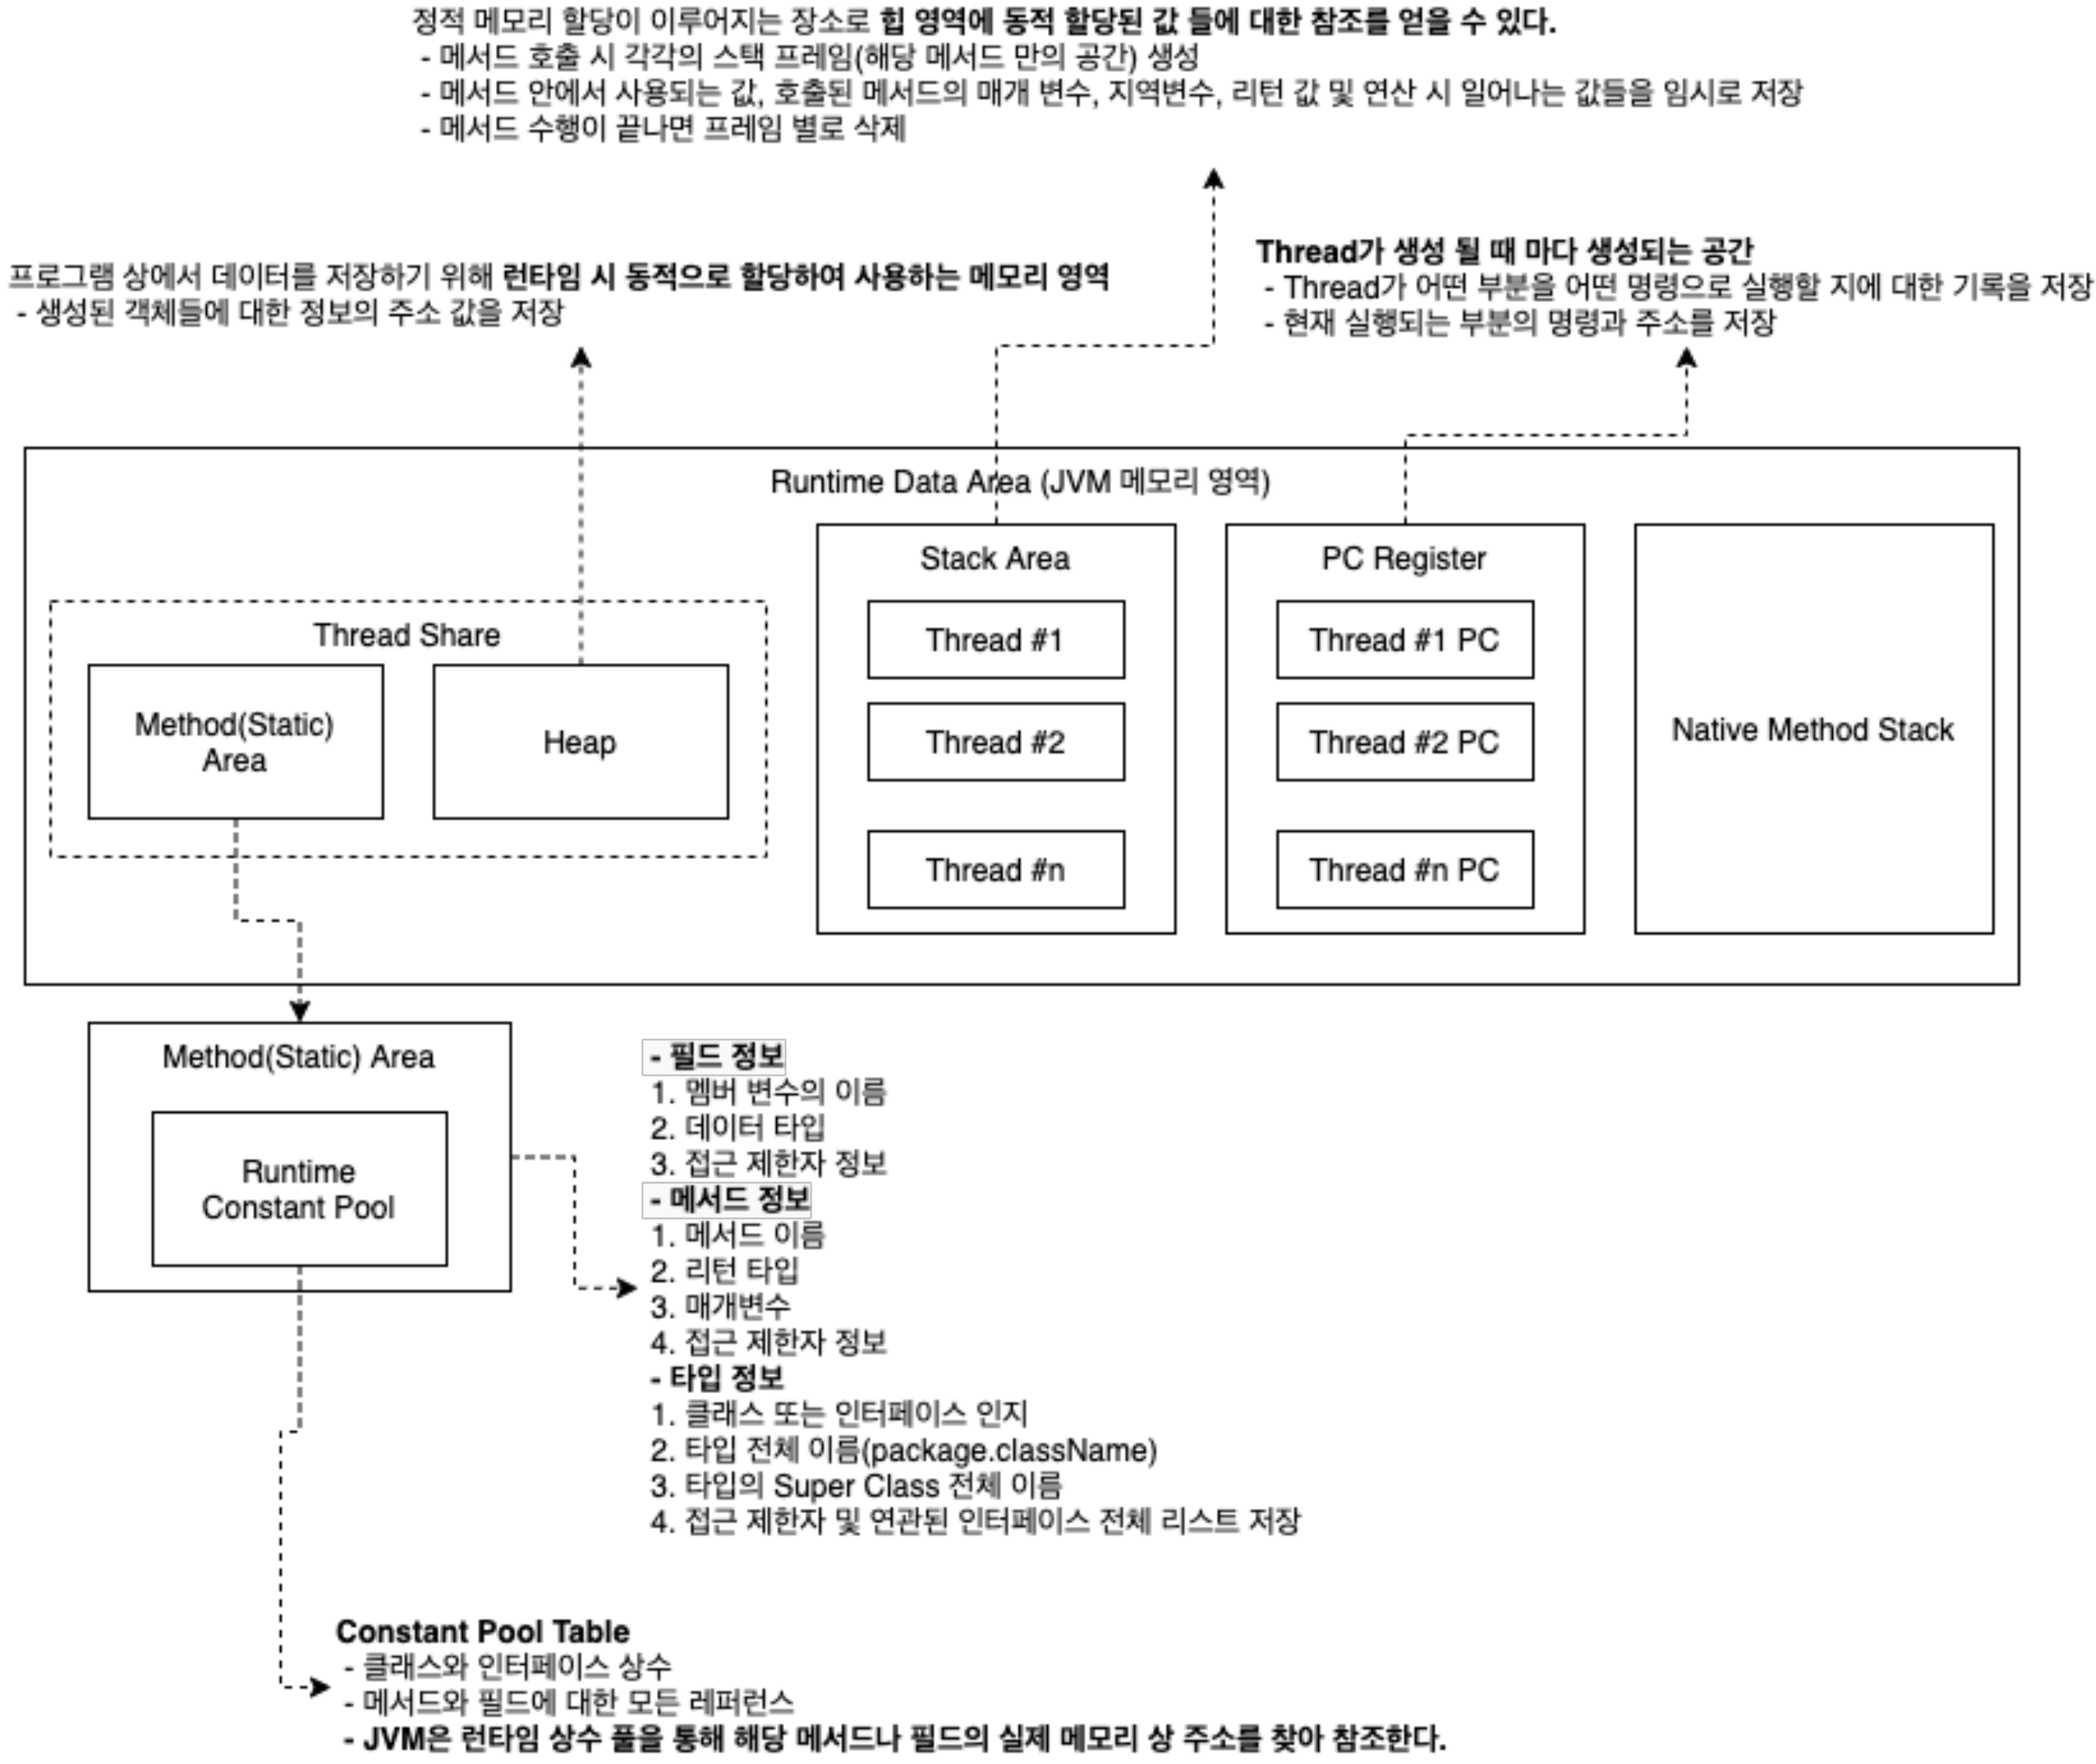 정적 메모리 할당이 이루어지는 장소로 힙 영역에 동적 할당된 값 들에 대한 참조를 얻을 수 있다.
- 메서드 호출 시 각각의 스택 프레임(해당 메서드 만의 공간) 생성
- 메서드 안에서 사용되는 값, 호출된 메서드의 매개 변수, 지역변수, 리턴 값 및 연산 시 일어나는 값들을 임시로 저장
- 메서드 수행이 끝나면 프레임 별로 삭제
프로그램 상에서 데이터를 저장하기 위해 런타임 시 동적으로 할당하여 사용하는 메모리 영역
- 생성된 객체들에 대한 정보의 주소 값을 저장
Thread가 생성 될 때 마다 생성되는 공간
- Thread가 어떤 부분을 어떤 명령으로 실행할 지에 대한 기록을 저장
- 현재 실행되는 부분의 명령과 주소를 저장
Runtime Data Area (JVM 메모리 영역)
Thread Share
Method(Static)
Area
Heap
Stack Area
Thread #1
Thread #2
Thread #n
PC Register
Thread #1 PC
Thread #2 PC
Thread #n PC
Native Method Stack
Method(Static) Area
Runtime
Constant Pool
- 필드 정보
1. 멤버 변수의 이름
2. 데이터 타입
3. 접근 제한자 정보
- 메서드 정보
1. 메서드 이름
2. 리턴 타입
3. 매개변수
4. 접근 제한자 정보
- 타입 정보
1. 클래스 또는 인터페이스 인지
2. 타입 전체 이름(package.className)
3. 타입의 Super Class 전체 이름
4. 접근 제한자 및 연관된 인터페이스 전체 리스트 저장
Constant Pool Table
- 클래스와 인터페이스 상수
- 메서드와 필드에 대한 모든 레퍼런스
- JVM은 런타임 상수 풀을 통해 해당 메서드나 필드의 실제 메모리 상 주소를 찾아 참조한다.